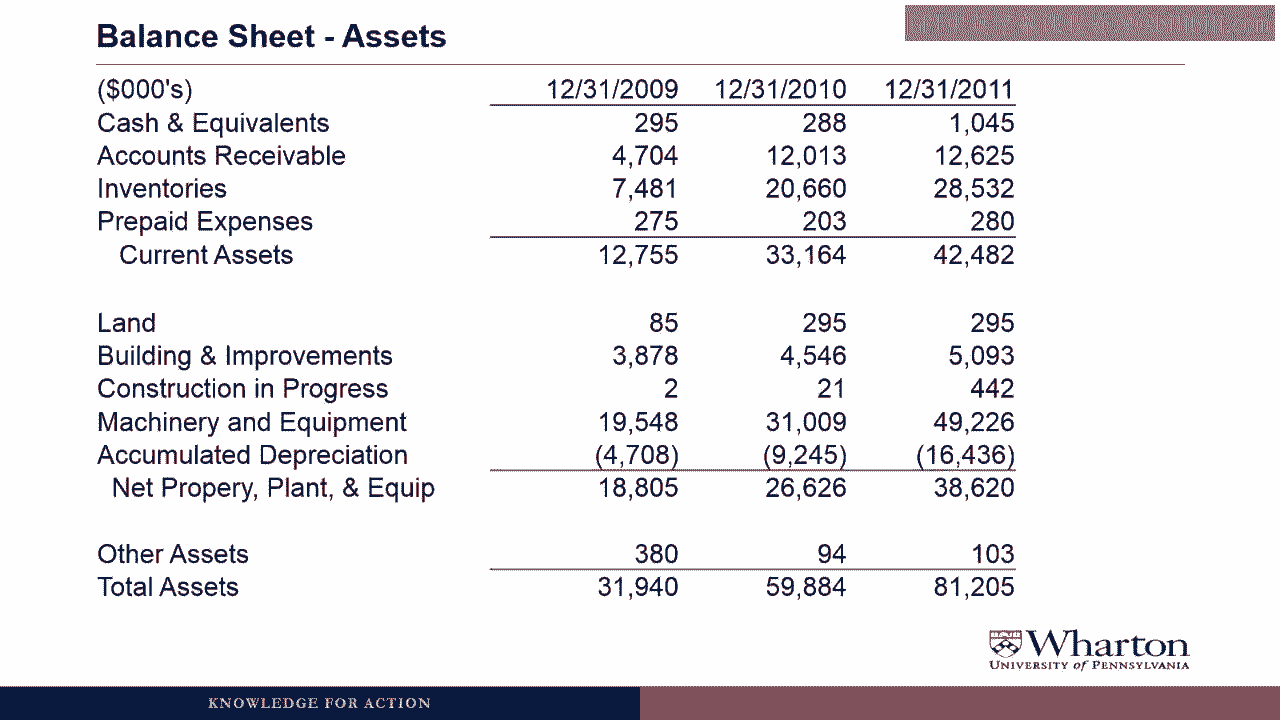 Balance Sheet - Assets
($000's) 12/31/2009 12/31/2010 12/31/2011
Cash & Equivalents 295 288 1,045
Accounts Receivable 4,704 12,013 12,625
Inventories 7,481 20,660 28,532
Prepaid Expenses 275 203 280
Current Assets 12,755 33,164 42,482
Land 85 295 295
Building & Improvements 3,878 4,546 5,093
Construction in Progress 2 21 442
Machinery and Equipment 19,548 31,009 49,226
Accumulated Depreciation (4,708) (9,245) (16,436)
Net Propery, Plant, & Equip 18,805 26,626 38,620
Other Assets 380 94 103
Total Assets 31,940 59,884 81,205
Wharton
UNIVERSITY of PENNSYLVANIA
KNOWLEDGE FOR ACTION